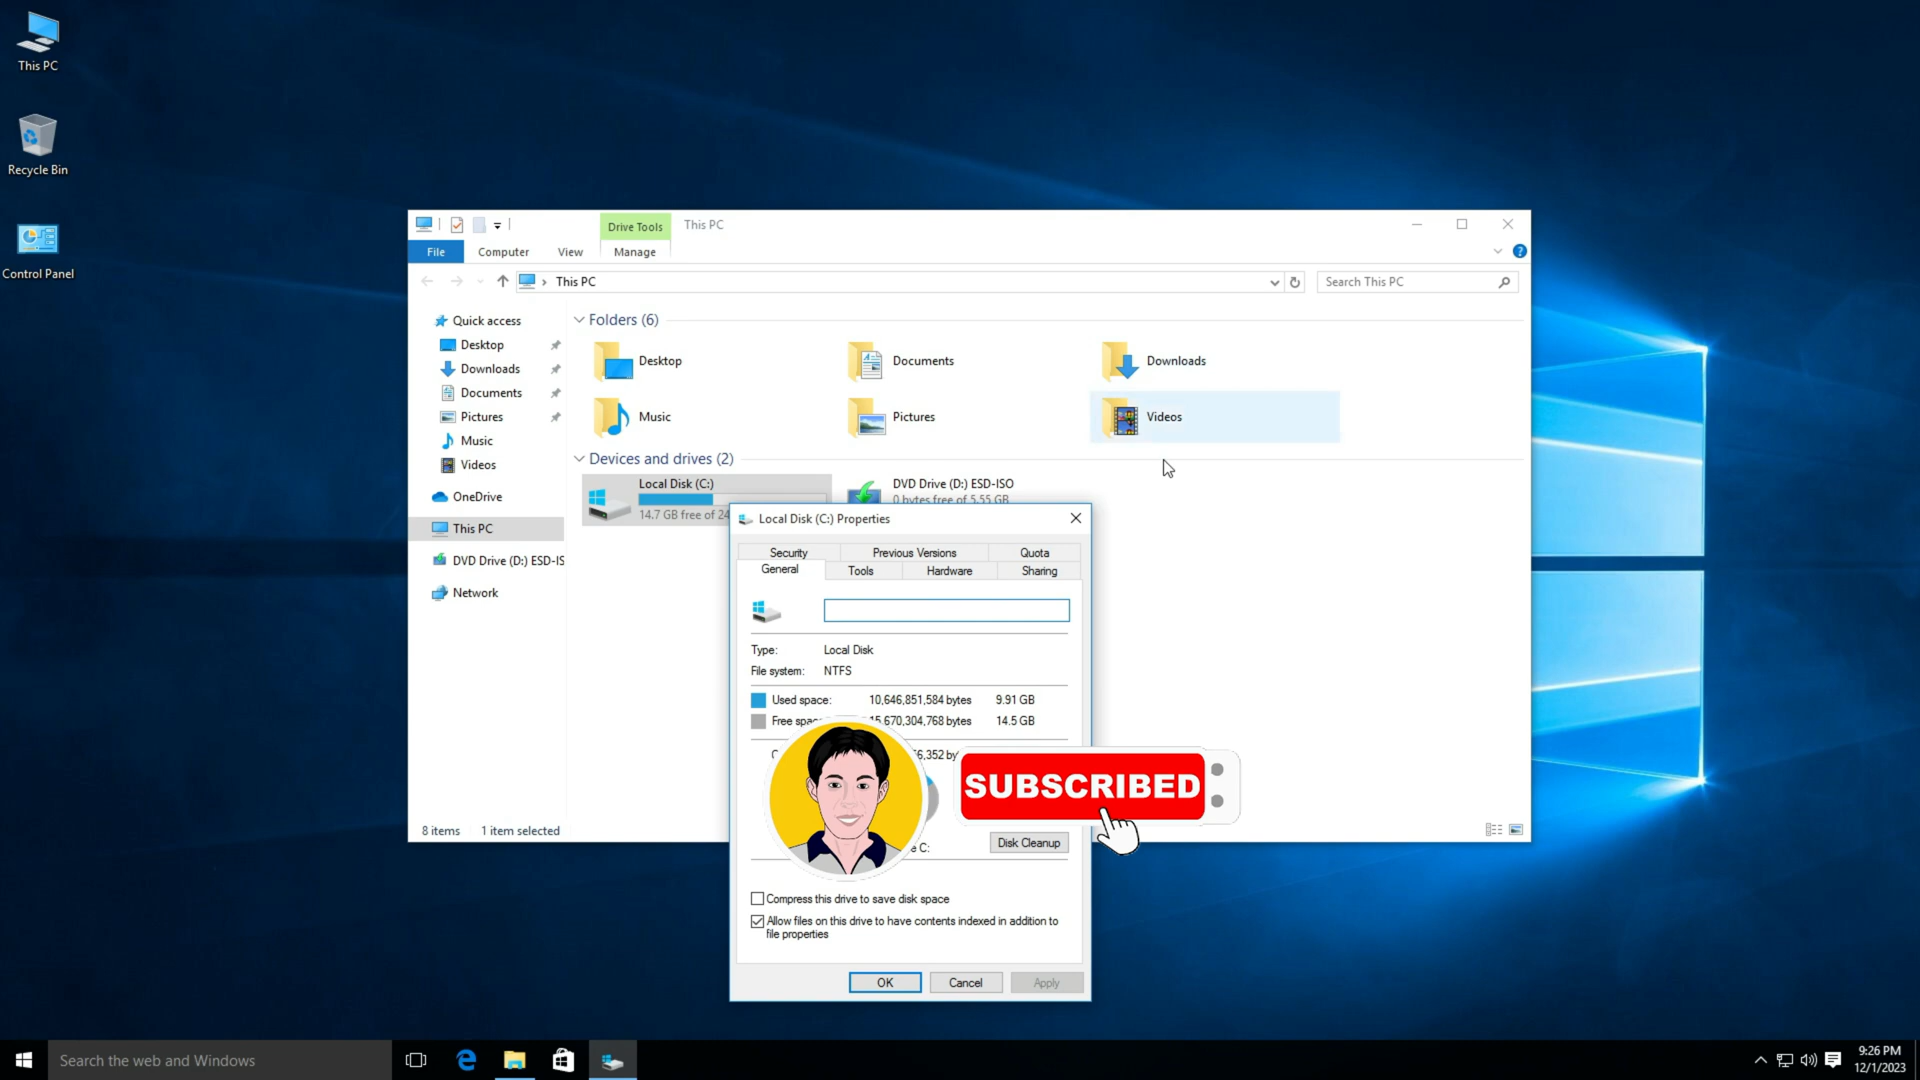 This PC
Recycle Bin
Control Panel
Drive Tools
This PC
File
Computer
View
Manage
This PC
Search This PC
Quick access
Desktop
Downloads
Documents
Pictures
Music
Videos
OneDrive
This PC
DVD Drive (D:) ESD-IS
Network
Folders (6)
Desktop
Documents
Downloads
Music
Pictures
Videos
Devices and drives (2)
Local Disk (C:)
14.7 GB free of 24
DVD Drive (D:) ESD-ISO
0 bytes free of 5.55 GB
Local Disk (C:) Properties
Security
Previous Versions
Quota
General
Tools
Hardware
Sharing
Type: Local Disk
File system: NTFS
Used space: 10,646,851,584 bytes 9.91 GB
Free spac 15,670,304,768 bytes 14.5 GB
6,352 by
SUBSCRIBED
C:
Disk Cleanup
Compress this drive to save disk space
Allow files on this drive to have contents indexed in addition to
file properties
OK
Cancel
Apply
8 items
1 item selected
Search the web and Windows
9:26 PM
12/1/2023